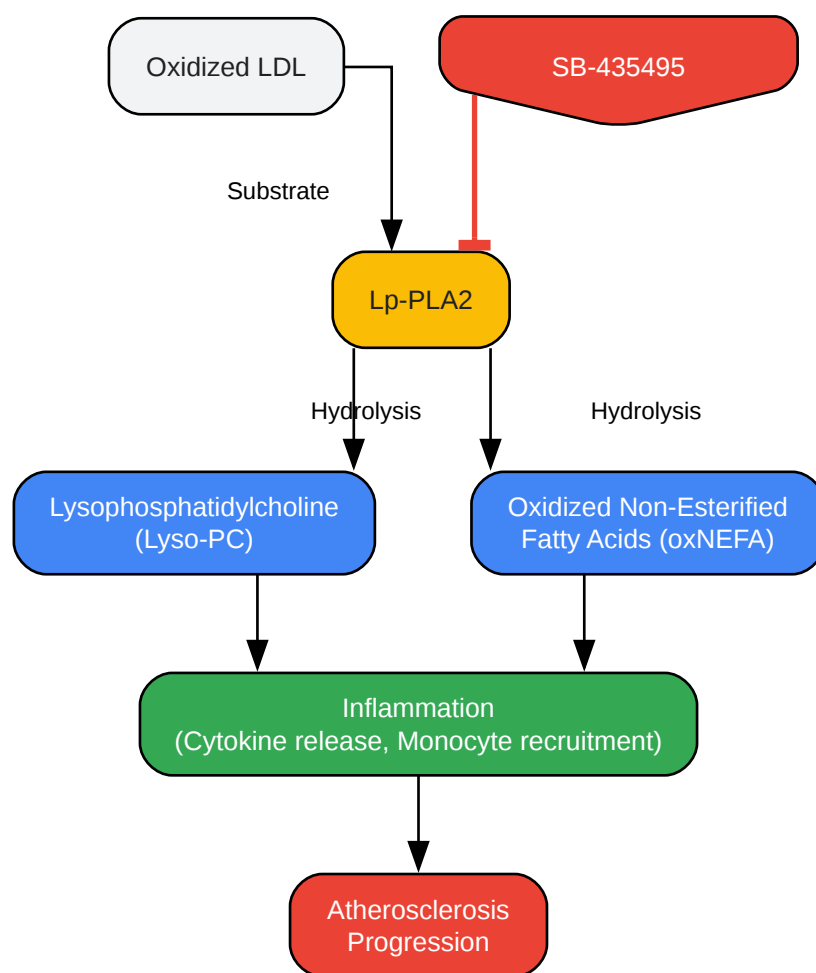 Oxidized LDL
SB-435495
Substrate
Lp-PLA2
Hydrolysis
Hydrolysis
Lysophosphatidylcholine
(Lyso-PC)
Oxidized Non-Esterified
Fatty Acids (oxNEFA)
Inflammation
(Cytokine release, Monocyte recruitment)
Atherosclerosis
Progression